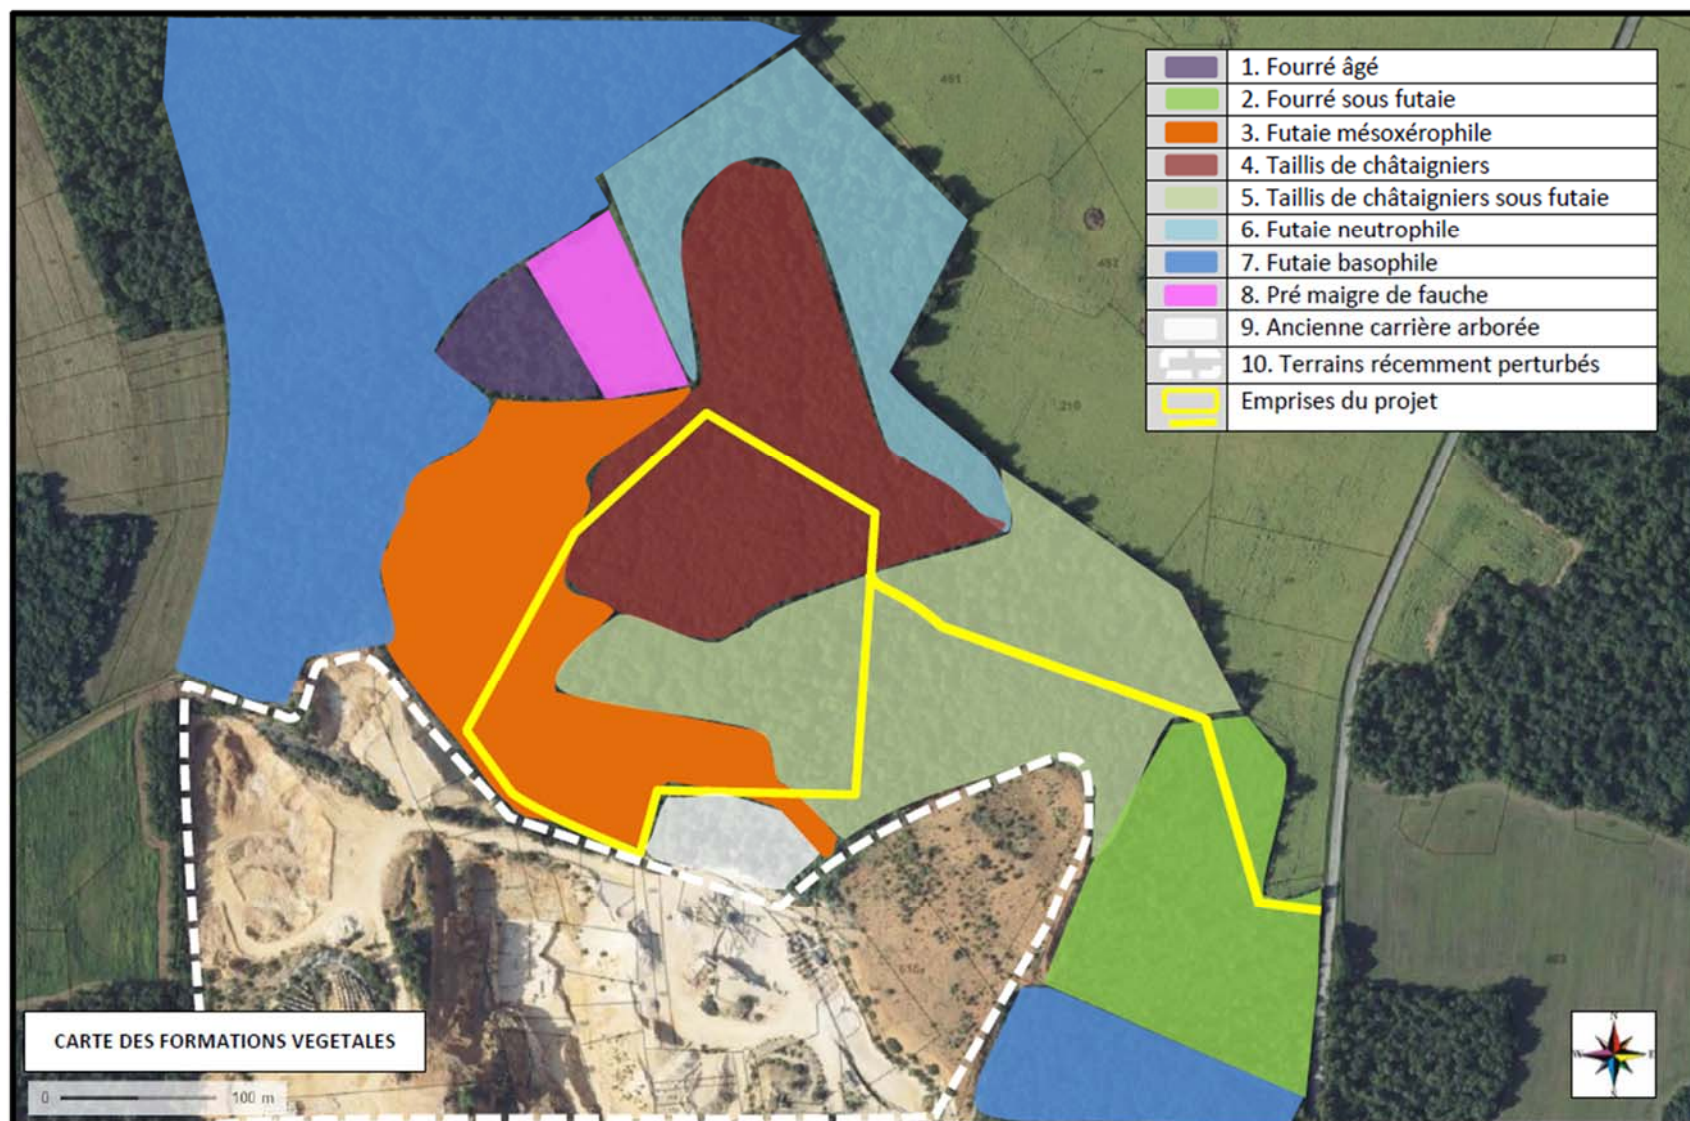 1. Fourré âgé
2. Fourré sous futaie
3. Futaie mésoxérophile
4. Taillis de châtaigniers
5. Taillis de châtaigniers sous futaie
6. Futaie neutrophile
7. Futaie basophile
8. Pré maigre de fauche
9. Ancienne carrière arborée
10. Terrains récemment perturbés
Emprises du projet
CARTE DES FORMATIONS VEGETALES
0 100 m
N
W E